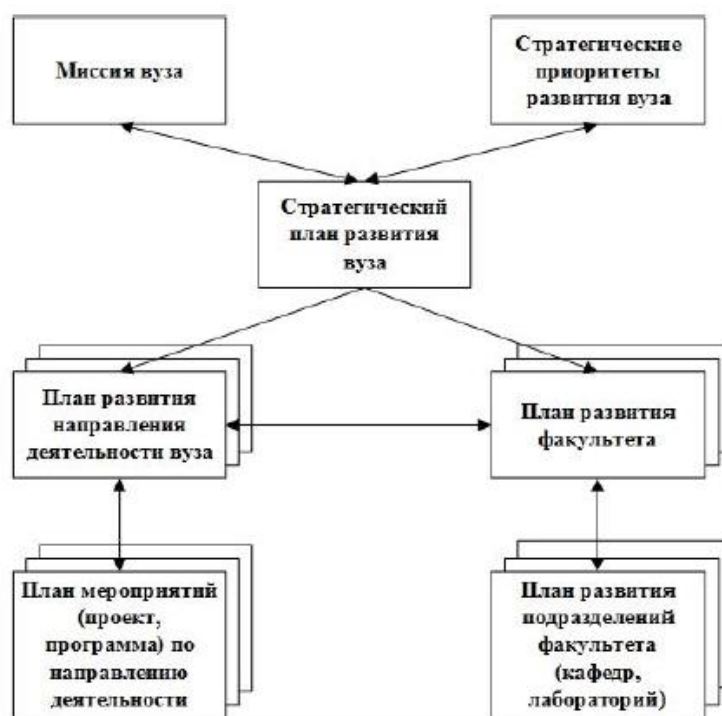 Миссия вуза
Стратегические
приоритеты
развития вуза
Стратегический
план развития
вуза
План развития
направления
деятельности вуза
План развития
факультета
План мероприятий
(проект,
программа) по
направлению
деятельности
План развития
подразделений
факультета
(кафедр,
лабораторий)